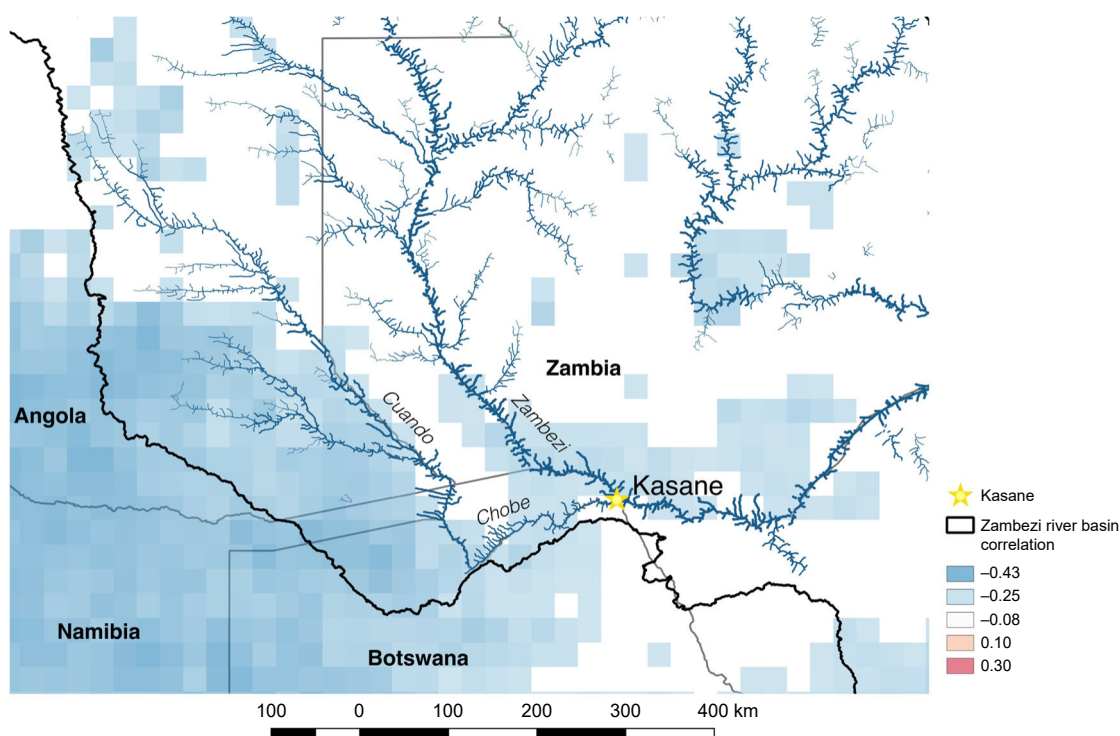 Zambia
Angola
Cuando
Zambezi
Kasane
Chobe
Namibia
Botswana
Kasane
Zambezi river basin
correlation
–0.43
–0.25
–0.08
0.10
0.30
100 0 100 200 300 400 km